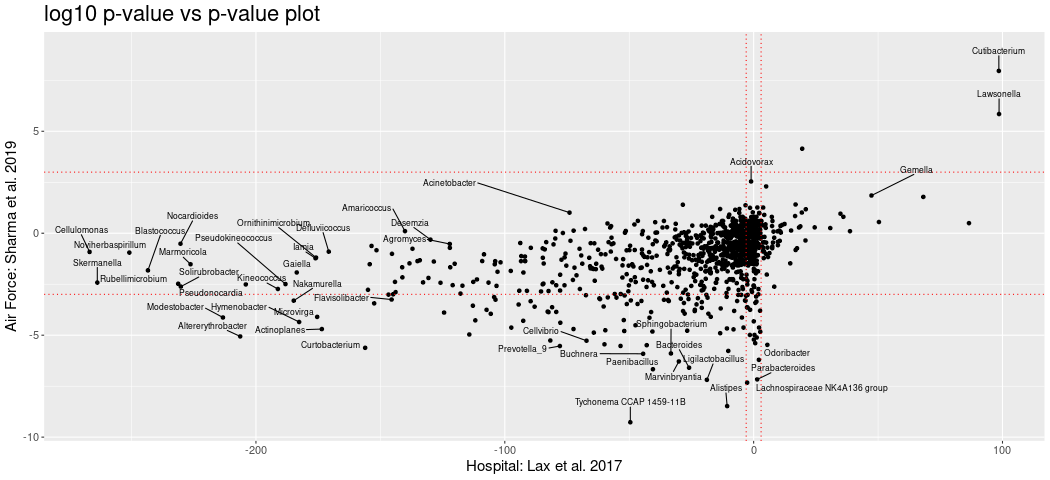 log10 p-value vs p-value plot
Air Force: Sharma et al. 2019
Cutibacterium
Lawsonella
5
Acidovorax
Gemella
Acinetobacter
Amaricoccus
Nocardioides
Ornithinimicrobium
Desemzia
Defluviicoccus
Cellulomonas
Blastococcus
0
Pseudokineococcus
Agromyces
Noviherbaspirillum
Iamia
Marmoricola
Skermanella
Gaiella
Solirubrobacter
Rubellimicrobium
Kineococcus
Nakamurella
Pseudonocardia
Flavisolibacter
Modestobacter
Hymenobacter
Microvirga
Altererythrobacter
Actinoplanes
Sphingobacterium
Cellvibrio
-5
Curtobacterium
Prevotella_9
Buchnera
Bacteroides
Odoribacter
Paenibacillus
Ligilactobacillus
Parabacteroides
Marvinbryantia
Alistipes
Lachnospiraceae NK4A136 group
Tychonema CCAP 1459-11B
-10
-200
-100
0
100
Hospital: Lax et al. 2017